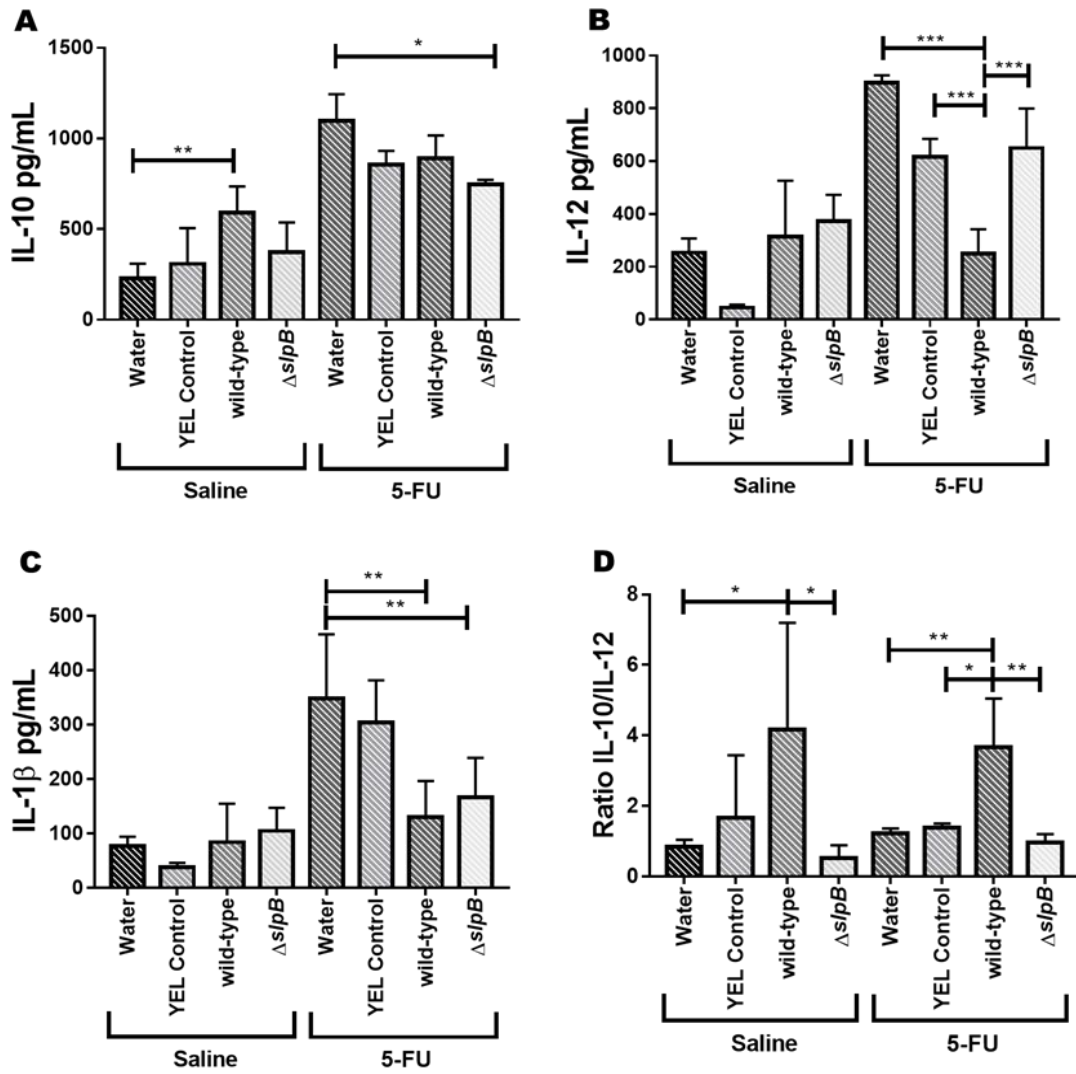 A
IL-10 pg/mL
1500
1000
500
0
**
*
Water
YEL Control
wild-type
ΔslpB
Water
YEL Control
wild-type
ΔslpB
Saline
5-FU
B
IL-12 pg/mL
1000
800
600
400
200
0
***
***
***
Water
YEL Control
wild-type
ΔslpB
Water
YEL Control
wild-type
ΔslpB
Saline
5-FU
C
IL-1β pg/mL
500
400
300
200
100
0
**
**
Water
YEL Control
wild-type
ΔslpB
Water
YEL Control
wild-type
ΔslpB
Saline
5-FU
D
Ratio IL-10/IL-12
8
6
4
2
0
*
*
**
*
**
Water
YEL Control
wild-type
ΔslpB
Water
YEL Control
wild-type
ΔslpB
Saline
5-FU